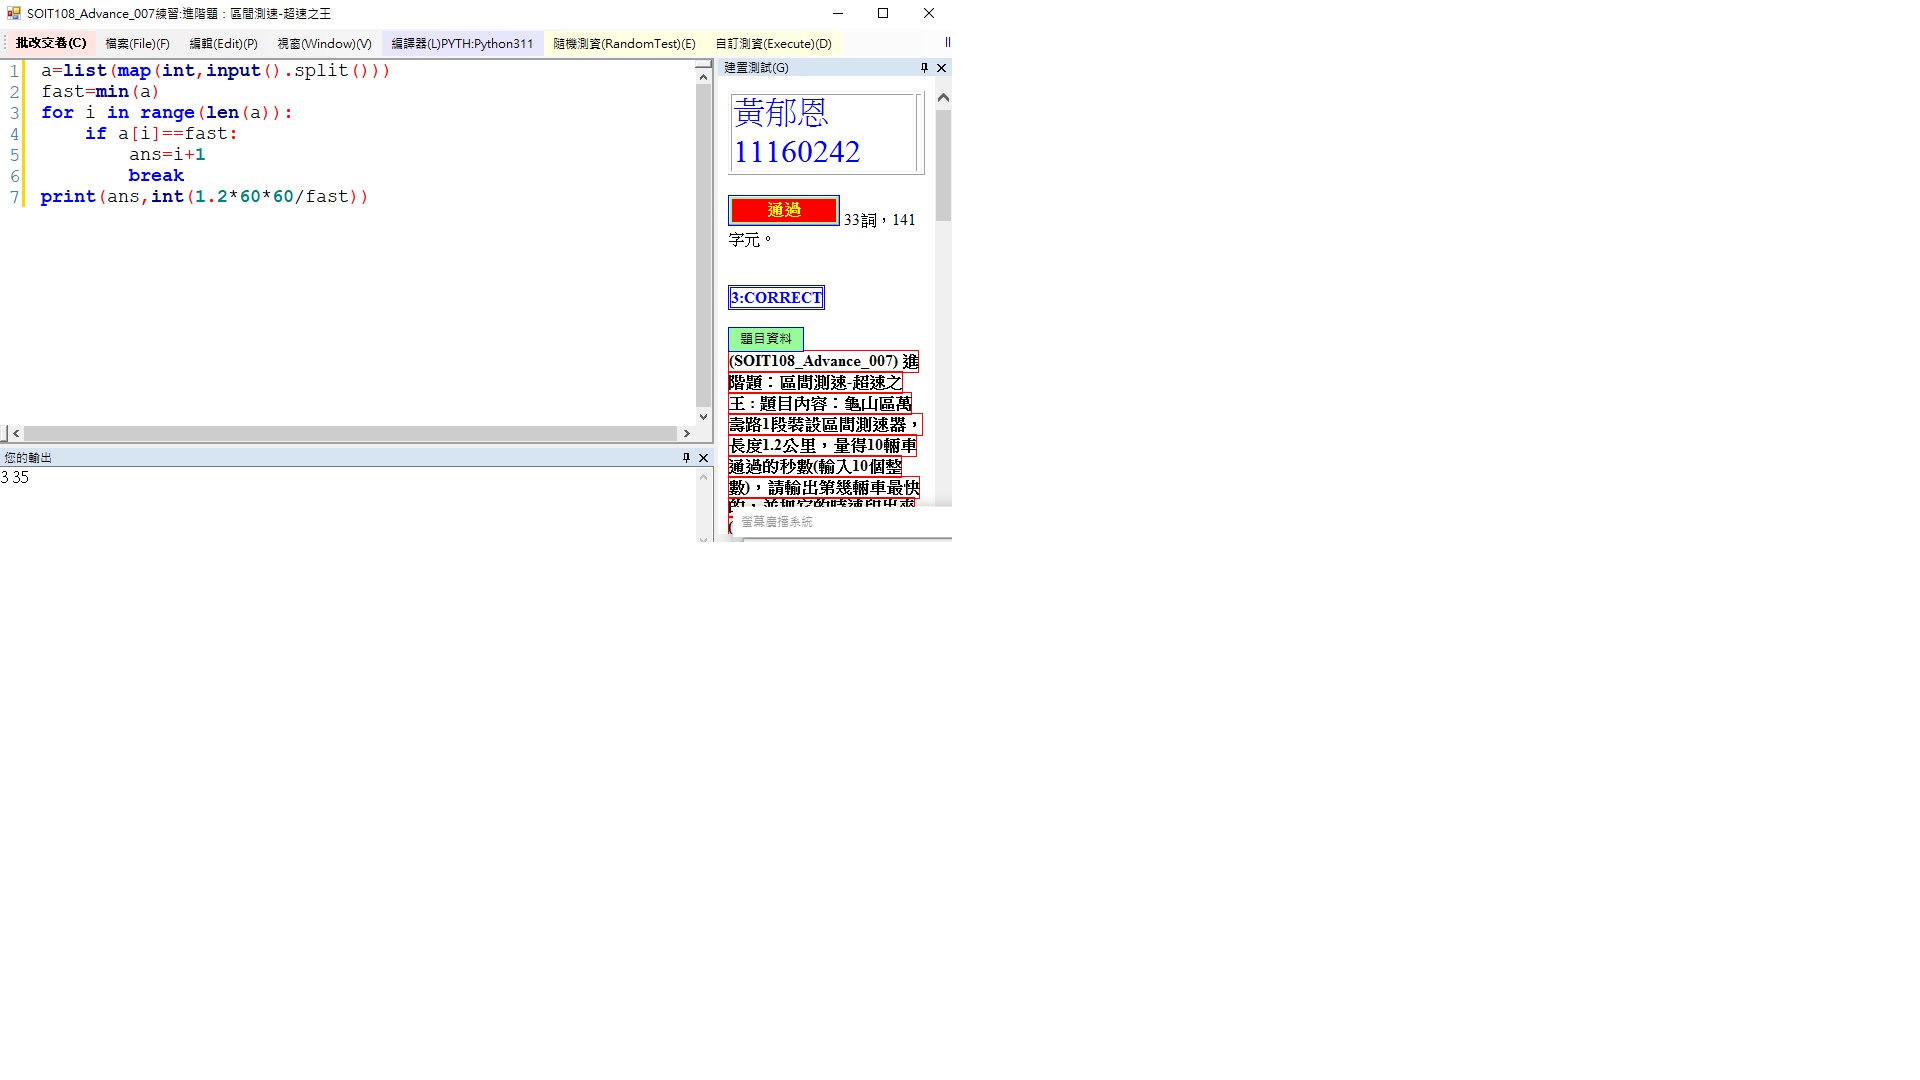 SOIT108_Advance_007練習:進階題：區間測速-超速之王
批改交卷(C) 檔案(File)(F) 編輯(Edit)(P) 視窗(Window)(V) 編譯器(L)PYTH:Python311 隨機測資(RandomTest)(E) 自訂測資(Execute)(D)
1 a=list(map(int,input().split()))
2 fast=min(a)
3 for i in range(len(a)):
4     if a[i]==fast:
5         ans=i+1
6         break
7 print(ans,int(1.2*60*60/fast))
您的輸出
3 35
建置測試(G)
黃郁恩
11160242
通過 33詞，141
字元。
3:CORRECT
題目資料
(SOIT108_Advance_007) 進
階題：區間測速-超速之
王 : 題目內容：龜山區萬
壽路1段裝設區間測速器，
長度1.2公里，量得10輛車
通過的秒數(輸入10個整
數)，請輸出第幾輛車最快
的，並把它的時速印出來
(
螢幕廣播系統